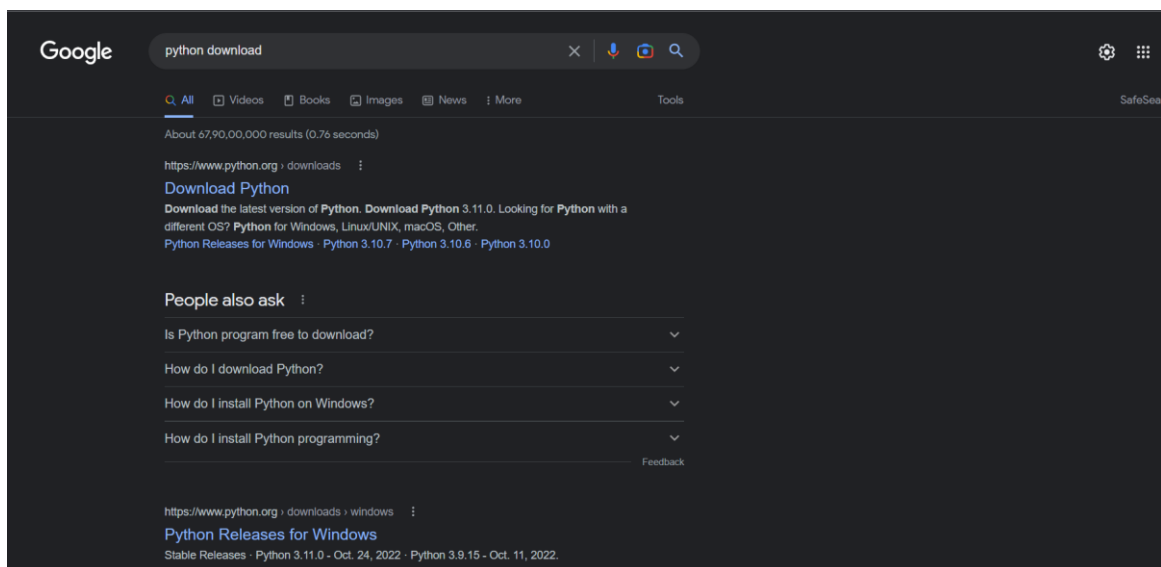 Google
python download
All Videos Books Images News More Tools
SafeSea
About 67,90,00,000 results (0.76 seconds)
https://www.python.org › downloads
Download Python
Download the latest version of Python. Download Python 3.11.0. Looking for Python with a
different OS? Python for Windows, Linux/UNIX, macOS, Other.
Python Releases for Windows · Python 3.10.7 · Python 3.10.6 · Python 3.10.0
People also ask
Is Python program free to download?
How do I download Python?
How do I install Python on Windows?
How do I install Python programming?
Feedback
https://www.python.org › downloads › windows
Python Releases for Windows
Stable Releases · Python 3.11.0 - Oct. 24, 2022 · Python 3.9.15 - Oct. 11, 2022.